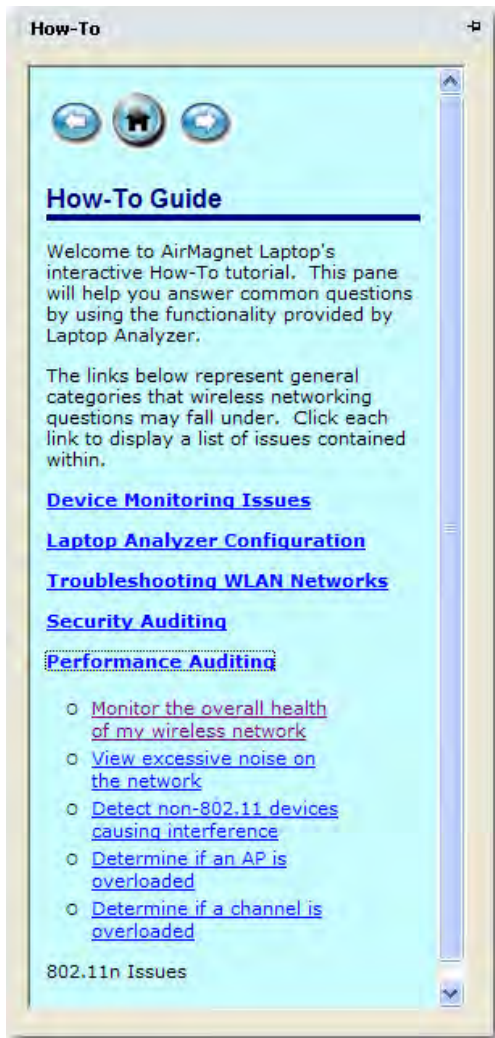 How-To
How-To Guide
Welcome to AirMagnet Laptop's
interactive How-To tutorial. This pane
will help you answer common questions
by using the functionality provided by
Laptop Analyzer.
The links below represent general
categories that wireless networking
questions may fall under. Click each
link to display a list of issues contained
within.
Device Monitoring Issues
Laptop Analyzer Configuration
Troubleshooting WLAN Networks
Security Auditing
Performance Auditing
Monitor the overall health
of my wireless network
View excessive noise on
the network
Detect non-802.11 devices
causing interference
Determine if an AP is
overloaded
Determine if a channel is
overloaded
802.11n Issues